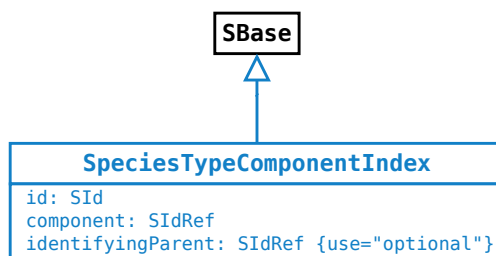 SBase
SpeciesTypeComponentIndex
id: SId
component: SIdRef
identifyingParent: SIdRef {use="optional"}